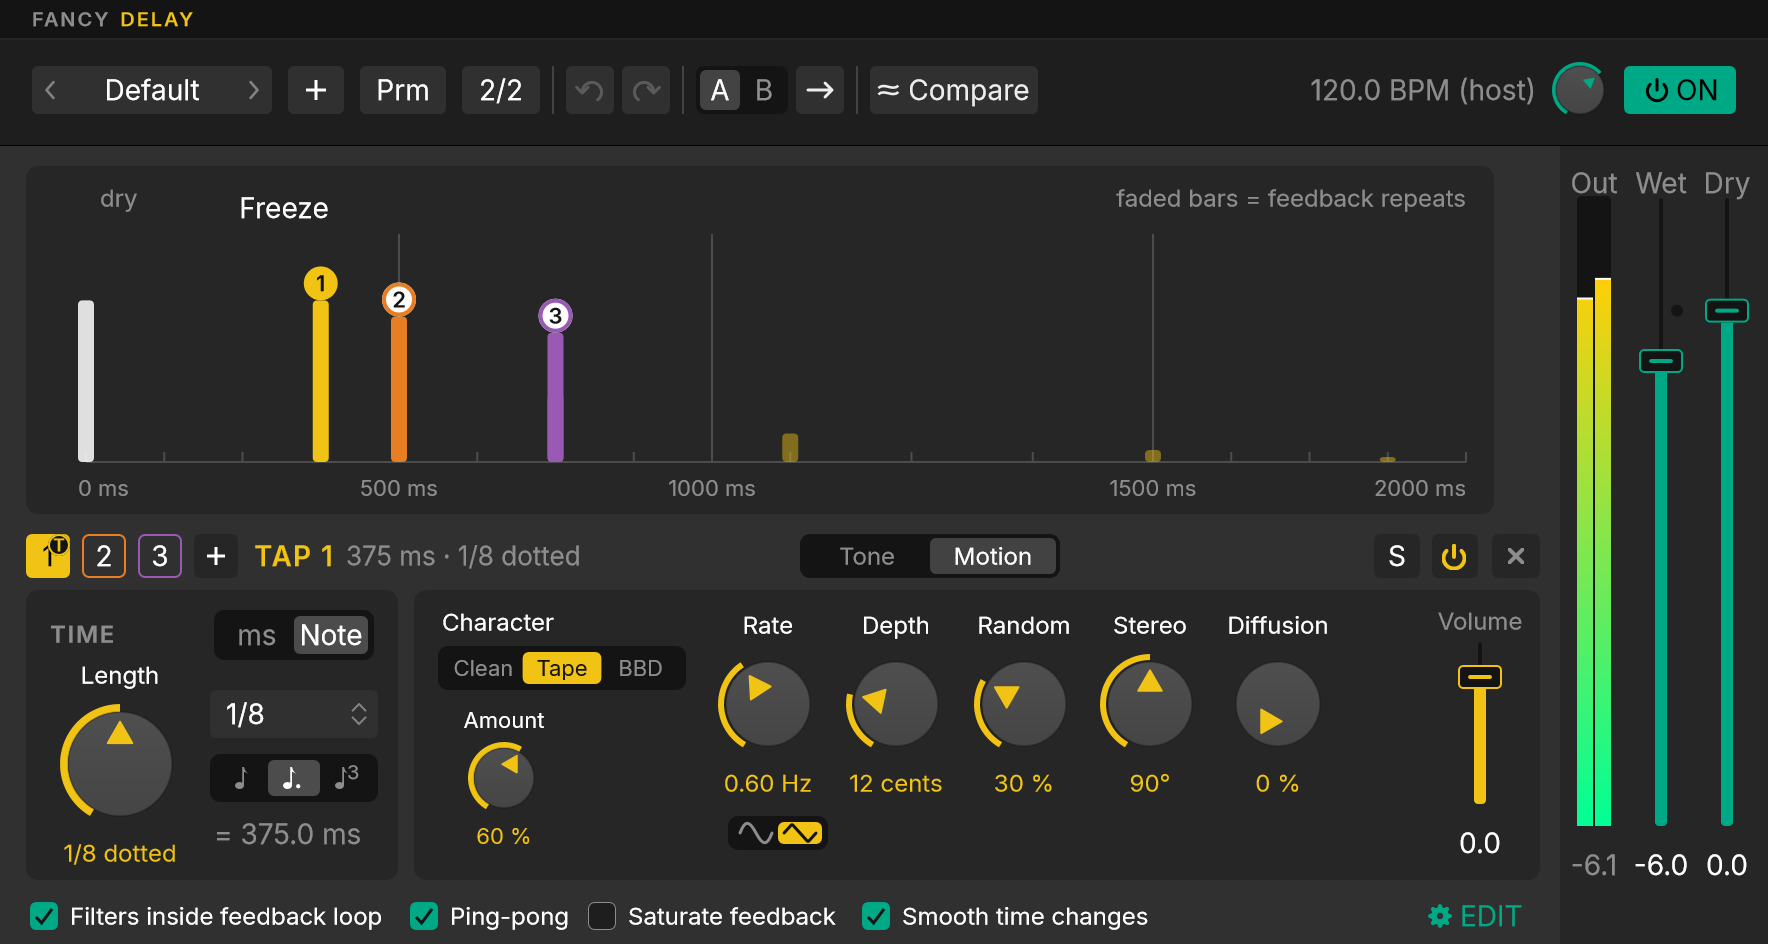 FANCY DELAY
Default + Prm 2/2 A B → ≈ Compare 120.0 BPM (host) ON
dry Freeze faded bars = feedback repeats
1 2 3
0 ms 500 ms 1000 ms 1500 ms 2000 ms
Out Wet Dry
-6.1 -6.0 0.0
1 T 2 3 + TAP 1 375 ms · 1/8 dotted Tone Motion S ×
TIME ms Note
Length
1/8
♪ ♪. ♪3
= 375.0 ms
1/8 dotted
Character
Clean Tape BBD
Amount
60 %
Rate Depth Random Stereo Diffusion
0.60 Hz 12 cents 30 % 90° 0 %
Volume
0.0
Filters inside feedback loop Ping-pong Saturate feedback Smooth time changes EDIT